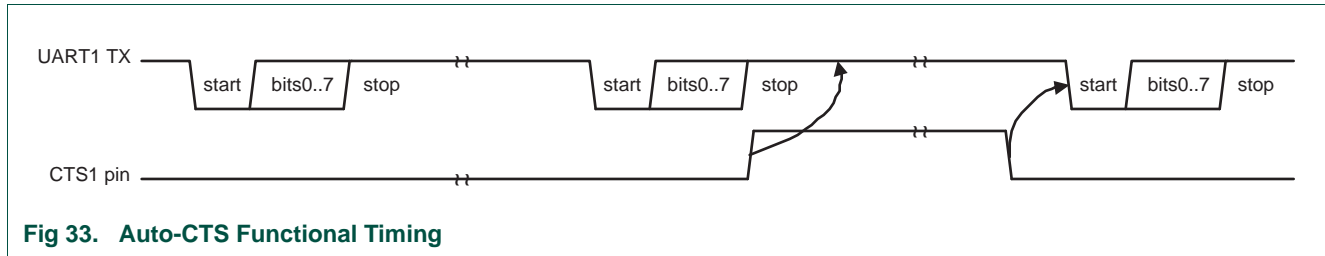 UART1 TX
start bits0..7 stop start bits0..7 stop start bits0..7 stop
CTS1 pin
Fig 33. Auto-CTS Functional Timing